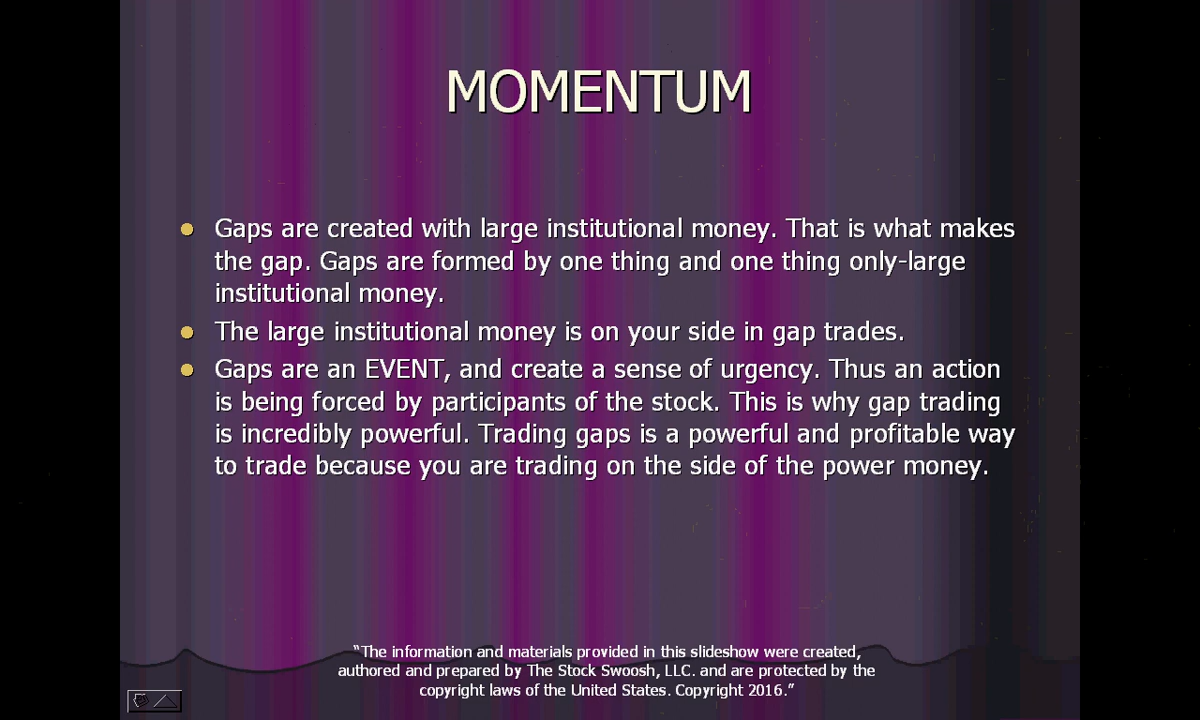 MOMENTUM
Gaps are created with large institutional money. That is what makes
the gap. Gaps are formed by one thing and one thing only-large
institutional money.
The large institutional money is on your side in gap trades.
Gaps are an EVENT, and create a sense of urgency. Thus an action
is being forced by participants of the stock. This is why gap trading
is incredibly powerful. Trading gaps is a powerful and profitable way
to trade because you are trading on the side of the power money.
“The information and materials provided in this slideshow were created,
authored and prepared by The Stock Swoosh, LLC. and are protected by the
copyright laws of the United States. Copyright 2016.”